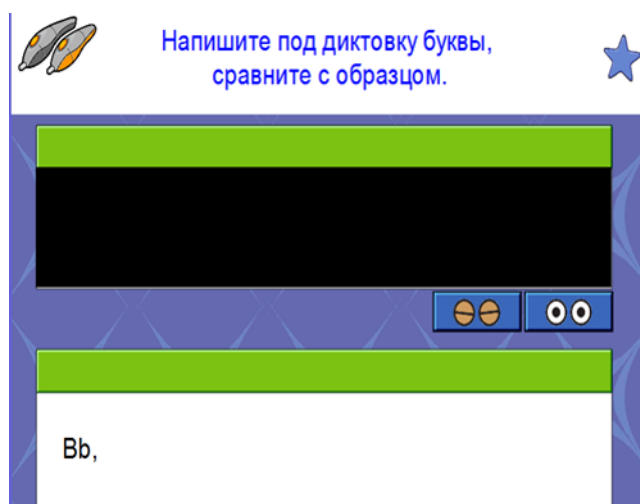 Напишите под диктовку буквы,
сравните с образцом.
Bb,